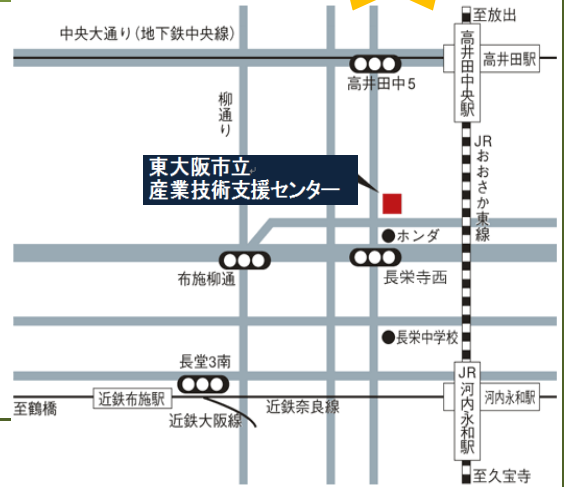 至放出
中央大通り(地下鉄中央線)
高井田中央駅
高井田駅
高井田中5
柳通り
JRおおさか東線
東大阪市立
産業技術支援センター
ホンダ
布施柳通
長栄寺西
長栄中学校
長堂3南
JR河内永和駅
近鉄布施駅
河内永和駅
至鶴橋
近鉄大阪線
近鉄奈良線
至久宝寺